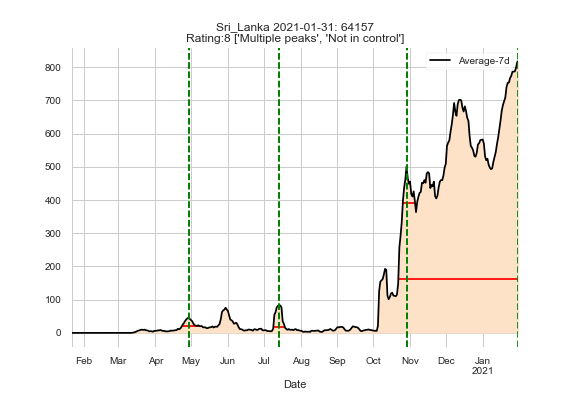 Sri_Lanka 2021-01-31: 64157
Rating:8 ['Multiple peaks', 'Not in control']
Average-7d
800
700
600
500
400
300
200
100
0
Feb Mar Apr May Jun Jul Aug Sep Oct Nov Dec Jan
2021
Date